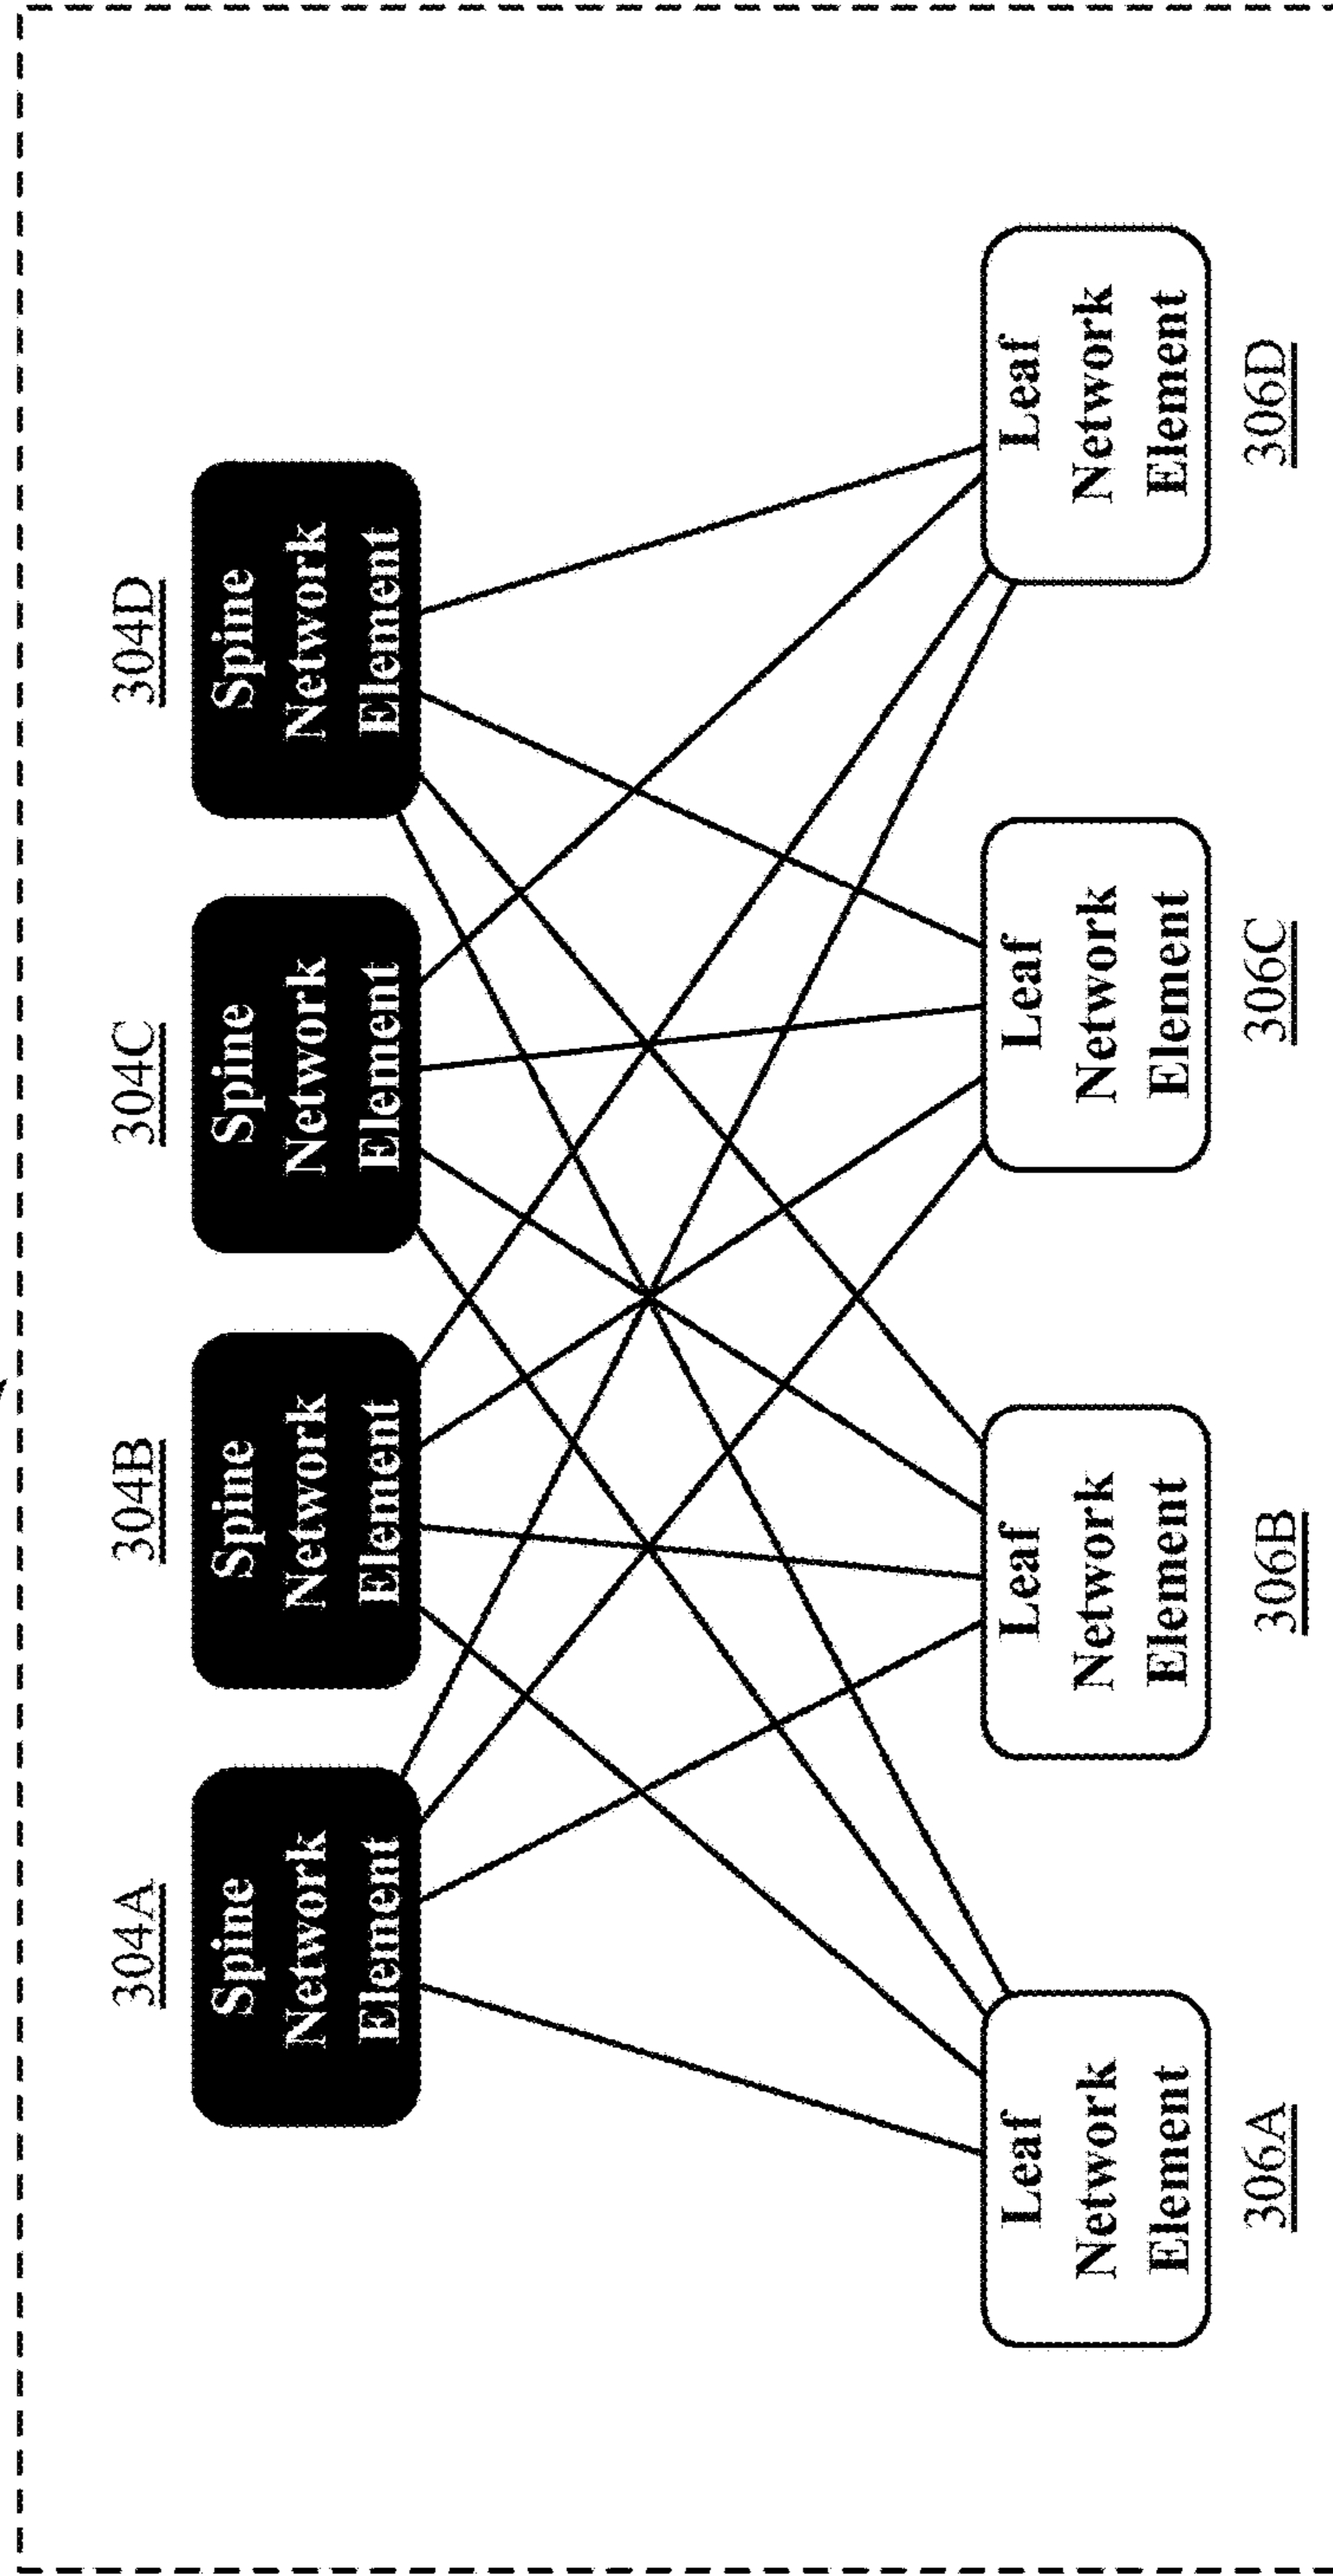 304A
304B
304C
304D
Spine
Network
Element
Spine
Network
Element
Spine
Network
Element
Spine
Network
Element
Leaf
Network
Element
Leaf
Network
Element
Leaf
Network
Element
Leaf
Network
Element
306A
306B
306C
306D